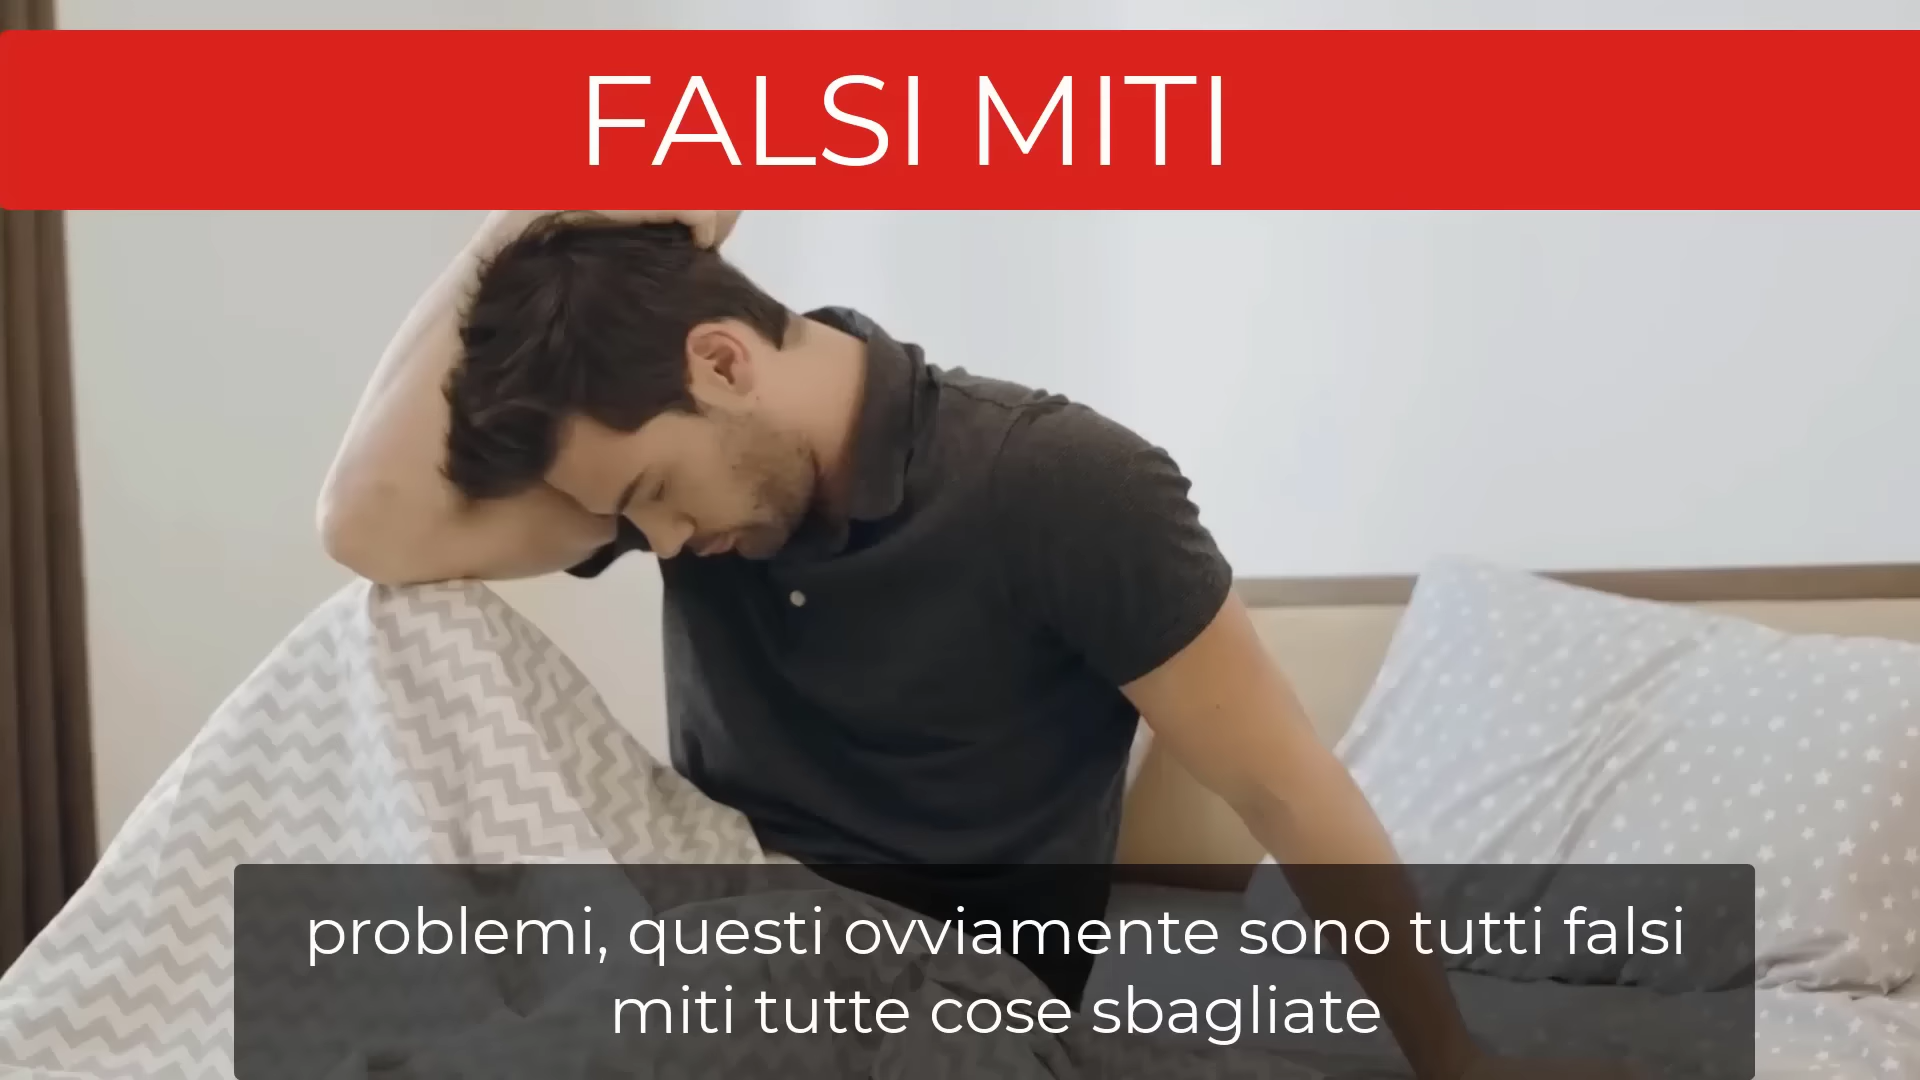 FALSI MITI
problemi, questi ovviamente sono tutti falsi
miti tutte cose sbagliate